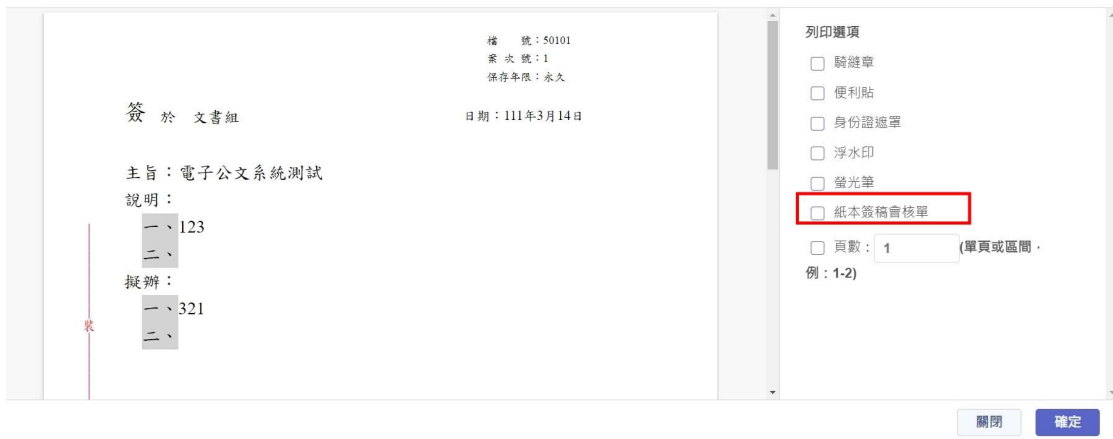 檔　　號：50101
案 次 號：1
保存年限：永久
簽 於 文書組
日期：111年3月14日
主旨：電子公文系統測試
說明：
一、123
二、
擬辦：
一、321
二、
裝
列印選項
騎縫章
便利貼
身份證遮罩
浮水印
螢光筆
紙本簽稿會核單
頁數： 1 (單頁或區間，
例：1-2)
關閉
確定